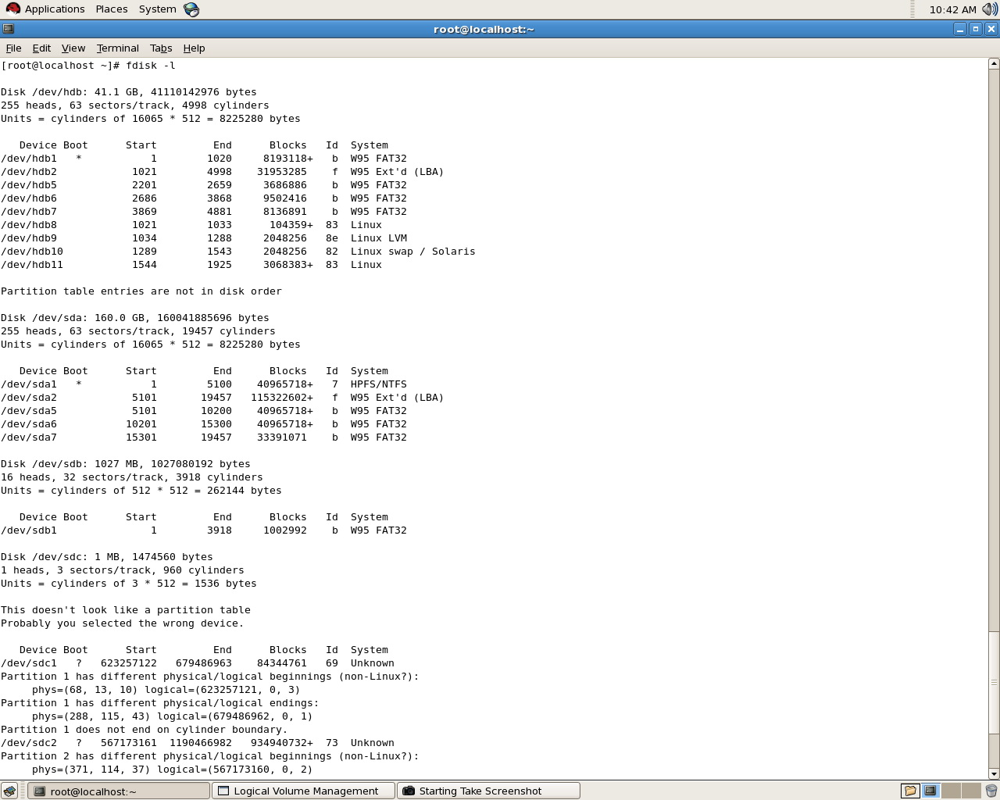 Applications Places System 10:42 AM
root@localhost:~
File Edit View Terminal Tabs Help
[root@localhost ~]# fdisk -l

Disk /dev/hdb: 41.1 GB, 41110142976 bytes
255 heads, 63 sectors/track, 4998 cylinders
Units = cylinders of 16065 * 512 = 8225280 bytes

   Device Boot      Start         End      Blocks   Id  System
/dev/hdb1   *           1        1020     8193118+   b  W95 FAT32
/dev/hdb2            1021        4998    31953285    f  W95 Ext'd (LBA)
/dev/hdb5            2201        2659     3686886    b  W95 FAT32
/dev/hdb6            2686        3868     9502416    b  W95 FAT32
/dev/hdb7            3869        4881     8136891    b  W95 FAT32
/dev/hdb8            1021        1033      104359+  83  Linux
/dev/hdb9            1034        1288     2048256   8e  Linux LVM
/dev/hdb10           1289        1543     2048256   82  Linux swap / Solaris
/dev/hdb11           1544        1925     3068383+  83  Linux

Partition table entries are not in disk order

Disk /dev/sda: 160.0 GB, 160041885696 bytes
255 heads, 63 sectors/track, 19457 cylinders
Units = cylinders of 16065 * 512 = 8225280 bytes

   Device Boot      Start         End      Blocks   Id  System
/dev/sda1   *           1        5100    40965718+   7  HPFS/NTFS
/dev/sda2            5101       19457   115322602+   f  W95 Ext'd (LBA)
/dev/sda5            5101       10200    40965718+   b  W95 FAT32
/dev/sda6           10201       15300    40965718+   b  W95 FAT32
/dev/sda7           15301       19457    33391071    b  W95 FAT32

Disk /dev/sdb: 1027 MB, 1027080192 bytes
16 heads, 32 sectors/track, 3918 cylinders
Units = cylinders of 512 * 512 = 262144 bytes

   Device Boot      Start         End      Blocks   Id  System
/dev/sdb1               1        3918     1002992    b  W95 FAT32

Disk /dev/sdc: 1 MB, 1474560 bytes
1 heads, 3 sectors/track, 960 cylinders
Units = cylinders of 3 * 512 = 1536 bytes

This doesn't look like a partition table
Probably you selected the wrong device.

   Device Boot      Start         End      Blocks   Id  System
/dev/sdc1   ?   623257122   679486963    84344761   69  Unknown
Partition 1 has different physical/logical beginnings (non-Linux?):
     phys=(68, 13, 10) logical=(623257121, 0, 3)
Partition 1 has different physical/logical endings:
     phys=(288, 115, 43) logical=(679486962, 0, 1)
Partition 1 does not end on cylinder boundary.
/dev/sdc2   ?   567173161  1190466982   934940732+  73  Unknown
Partition 2 has different physical/logical beginnings (non-Linux?):
     phys=(371, 114, 37) logical=(567173160, 0, 2)
root@localhost:~ Logical Volume Management Starting Take Screenshot